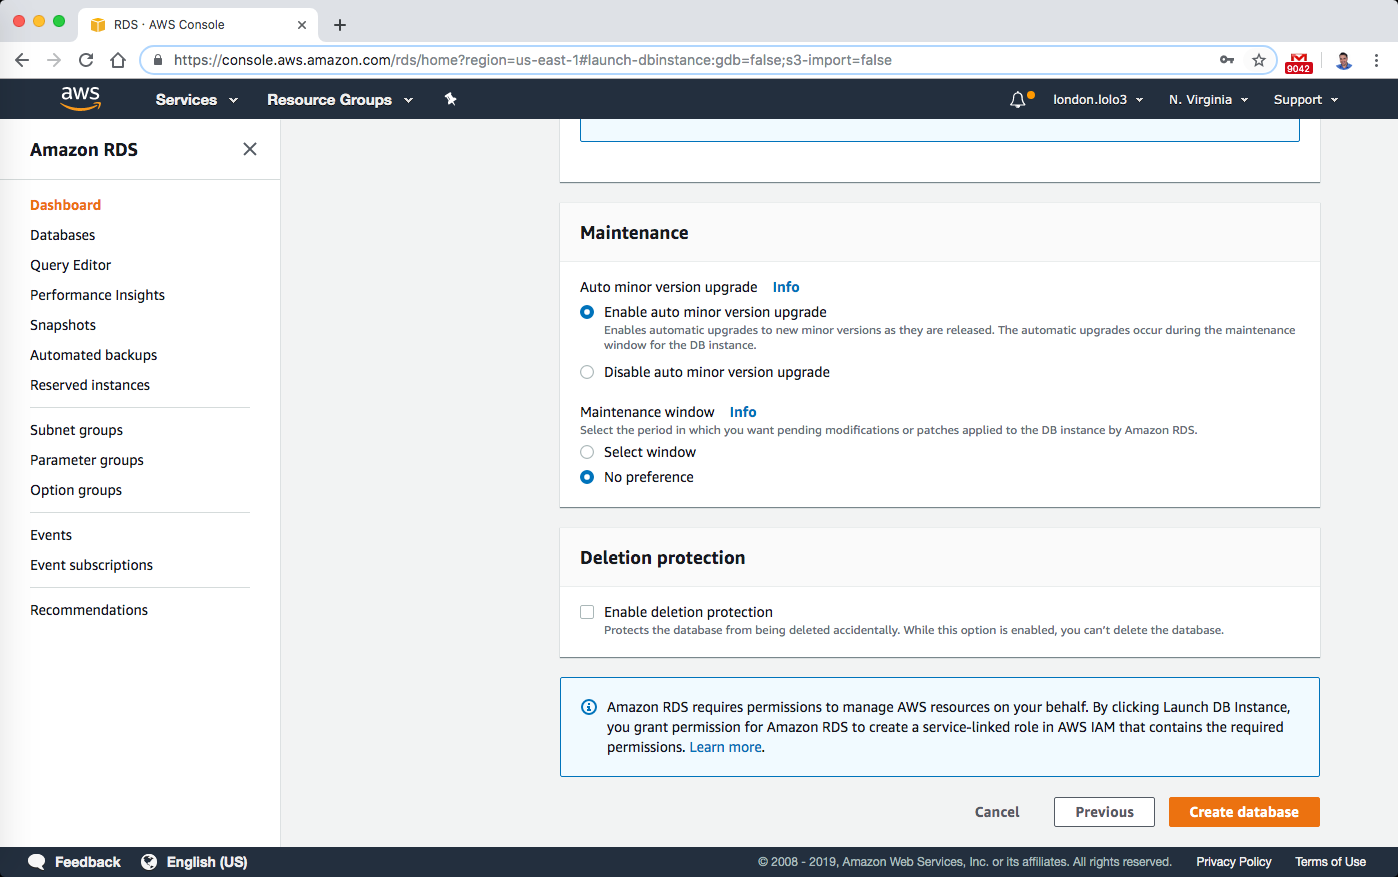 RDS · AWS Console
https://console.aws.amazon.com/rds/home?region=us-east-1#launch-dbinstance:gdb=false;s3-import=false
9042
aws
Services
Resource Groups
london.lolo3
N. Virginia
Support
Amazon RDS
Dashboard
Databases
Query Editor
Performance Insights
Snapshots
Automated backups
Reserved instances
Subnet groups
Parameter groups
Option groups
Events
Event subscriptions
Recommendations
Maintenance
Auto minor version upgrade Info
Enable auto minor version upgrade
Enables automatic upgrades to new minor versions as they are released. The automatic upgrades occur during the maintenance
window for the DB instance.
Disable auto minor version upgrade
Maintenance window Info
Select the period in which you want pending modifications or patches applied to the DB instance by Amazon RDS.
Select window
No preference
Deletion protection
Enable deletion protection
Protects the database from being deleted accidentally. While this option is enabled, you can't delete the database.
Amazon RDS requires permissions to manage AWS resources on your behalf. By clicking Launch DB Instance,
you grant permission for Amazon RDS to create a service-linked role in AWS IAM that contains the required
permissions. Learn more.
Cancel
Previous
Create database
Feedback
English (US)
© 2008 - 2019, Amazon Web Services, Inc. or its affiliates. All rights reserved.
Privacy Policy
Terms of Use